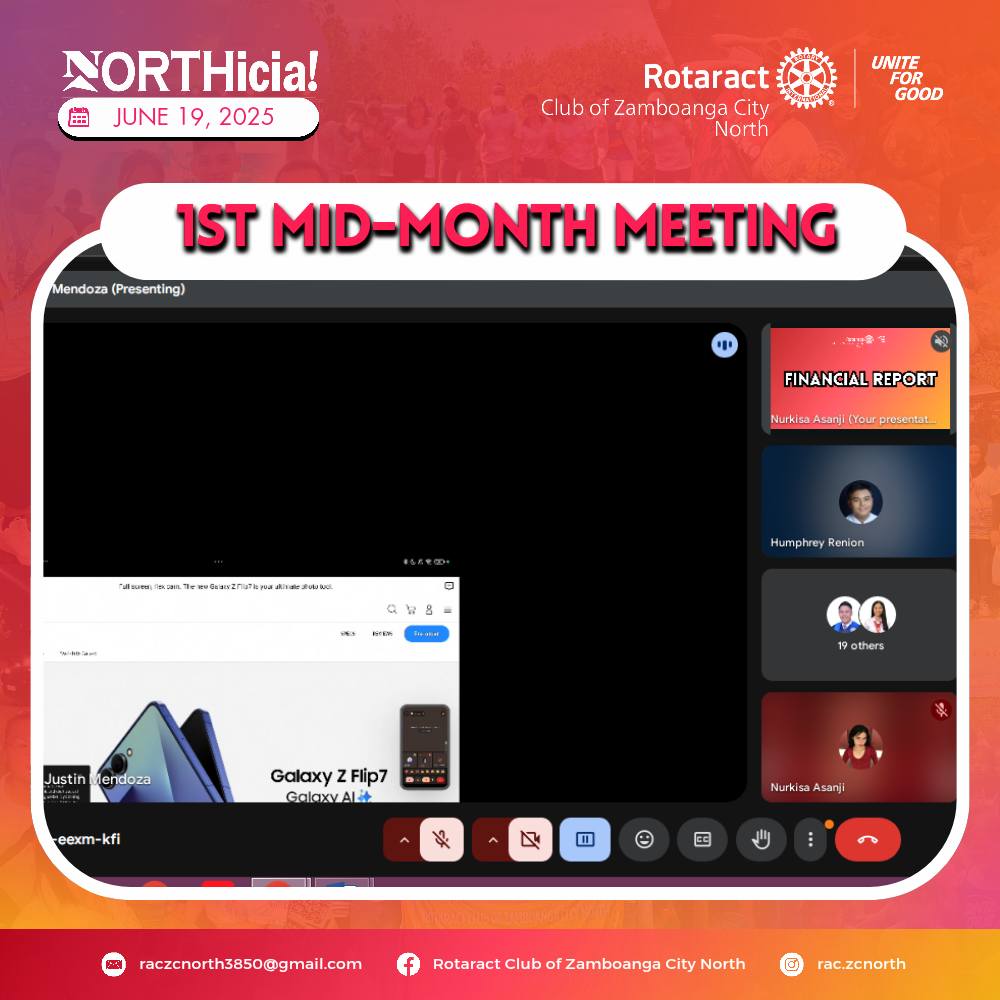 NORTHicia!
JUNE 19, 2025
Rotaract
Club of Zamboanga City
North
UNITE
FOR
GOOD
1ST MID-MONTH MEETING
Mendoza (Presenting)
FINANCIAL REPORT
Nurkisa Asanji (Your presentat...
Humphrey Renion
19 others
Nurkisa Asanji
Full screen, flex cam. The new Galaxy Z Flip7 is your ultimate photo tool.
SPECS
REVIEWS
Galaxy Z Flip7
Galaxy AI
Justin Mendoza
-eexm-kfi
raczcnorth3850@gmail.com
Rotaract Club of Zamboanga City North
rac.zcnorth